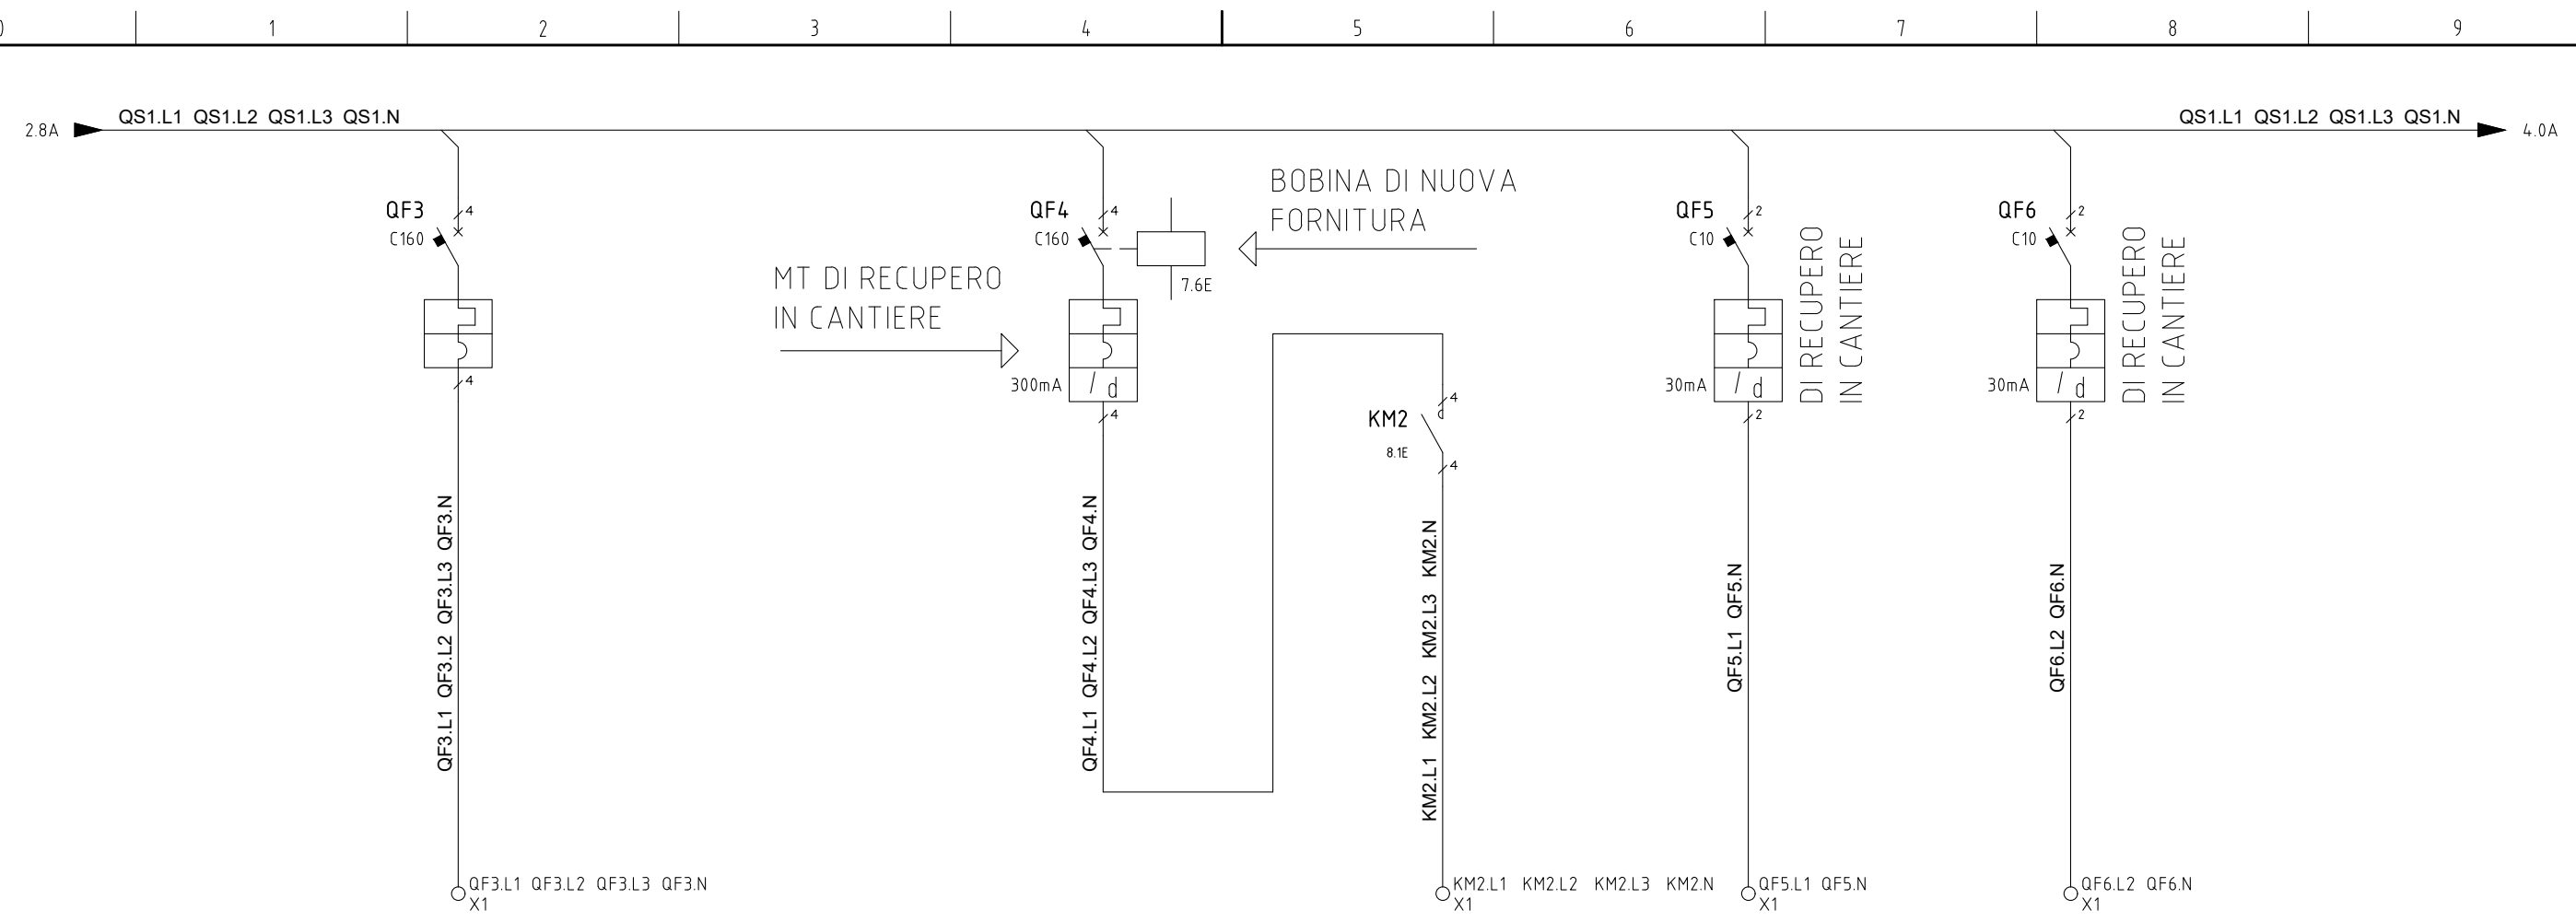 0 1 2 3 4 5 6 7 8 9
QS1.L1 QS1.L2 QS1.L3 QS1.N
QS1.L1 QS1.L2 QS1.L3 QS1.N
2.8A
4.0A
QF3
4
C160
4
QF3.L1 QF3.L2 QF3.L3 QF3.N
QF3.L1 QF3.L2 QF3.L3 QF3.N
X1
MT DI RECUPERO
IN CANTIERE
QF4
4
C160
7.6E
BOBINA DI NUOVA
FORNITURA
300mA
/ d
4
QF4.L1 QF4.L2 QF4.L3 QF4.N
4
KM2
8.1E
4
KM2.L1 KM2.L2 KM2.L3 KM2.N
KM2.L1 KM2.L2 KM2.L3 KM2.N
X1
QF5
2
C10
DI RECUPERO
IN CANTIERE
30mA
/ d
2
QF5.L1 QF5.N
QF5.L1 QF5.N
X1
QF6
2
C10
DI RECUPERO
IN CANTIERE
30mA
/ d
2
QF6.L2 QF6.N
QF6.L2 QF6.N
X1